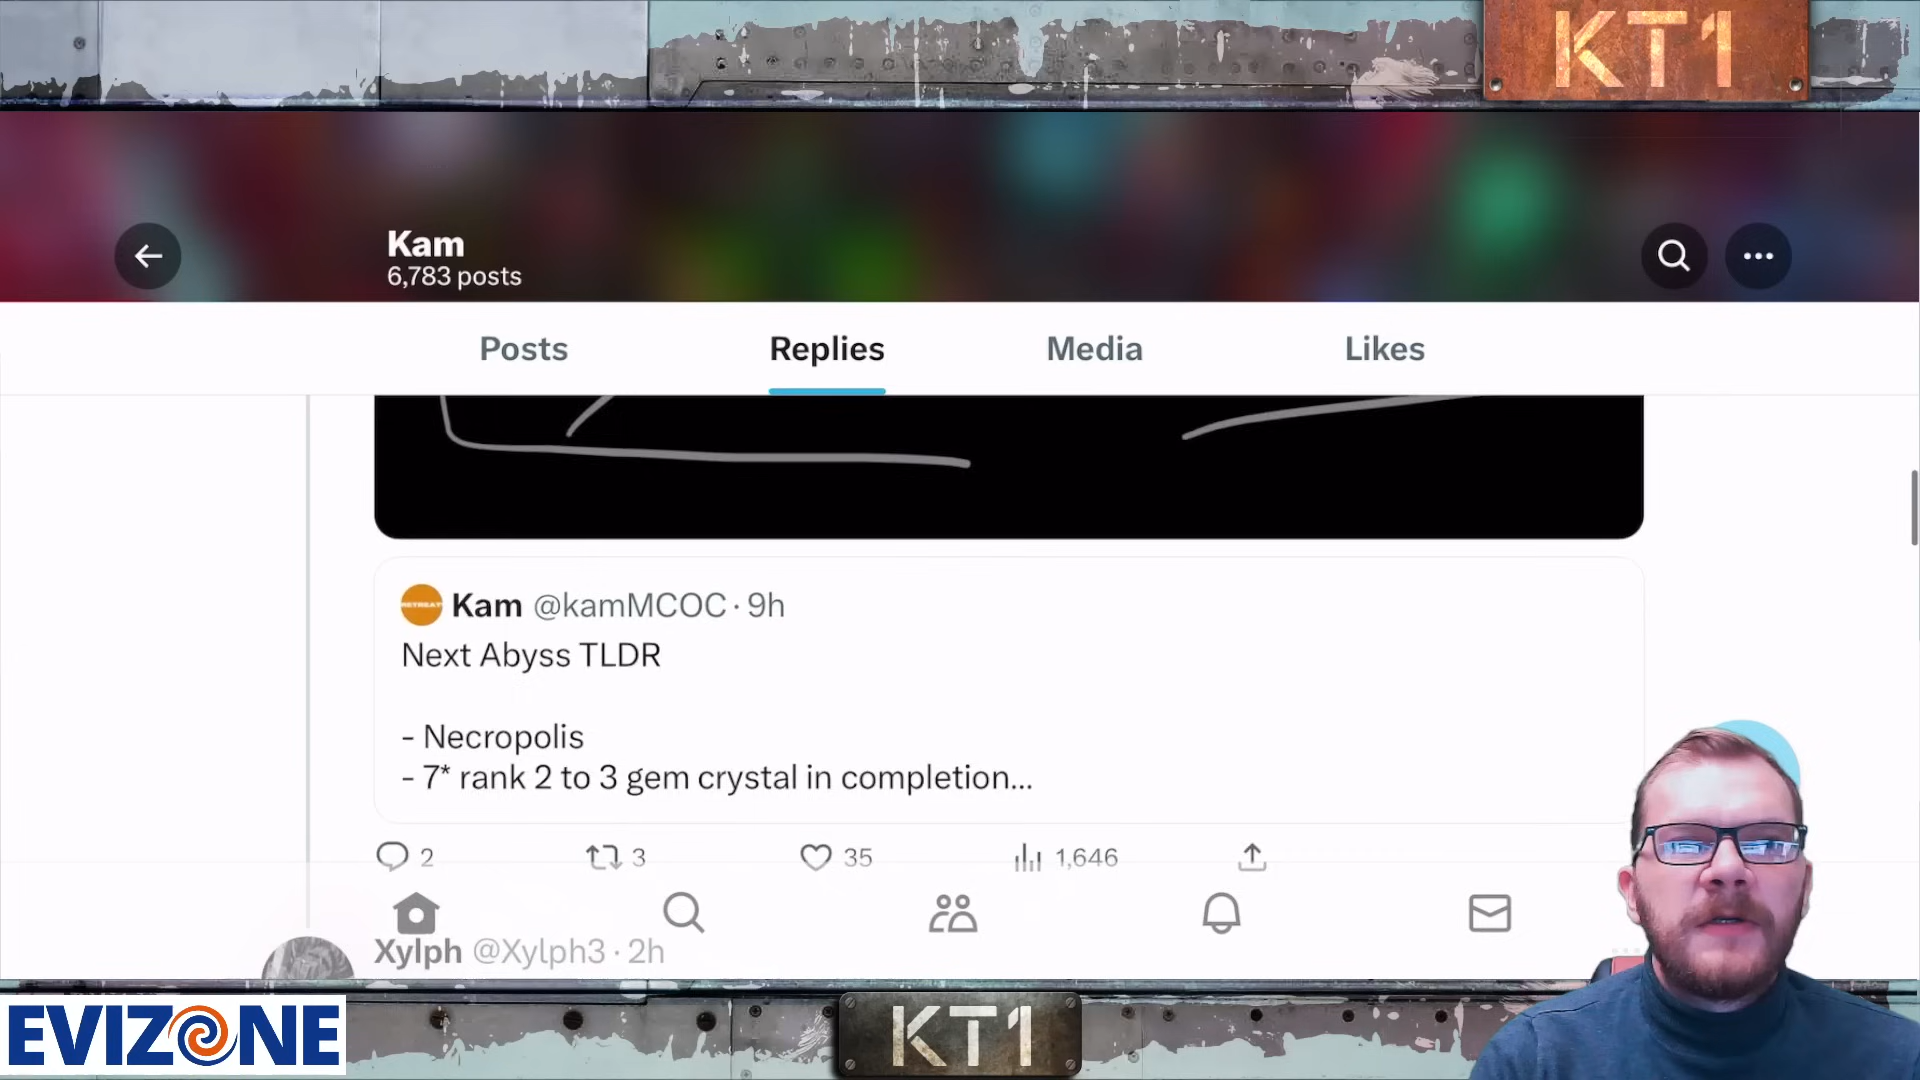 KT1
Kam
6,783 posts
Posts Replies Media Likes
Kam @kamMCOC · 9h
Next Abyss TLDR
- Necropolis
- 7* rank 2 to 3 gem crystal in completion...
2 3 35 1,646
Xylph @Xylph3 · 2h
EVIZONE
KT1